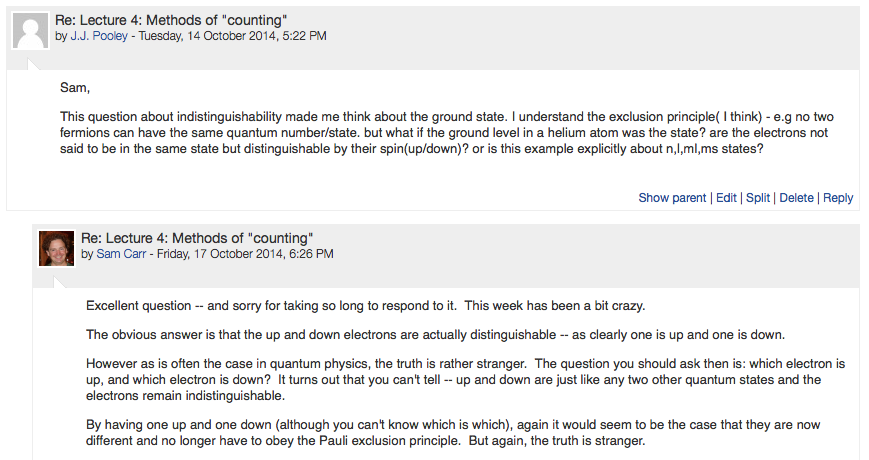 Re: Lecture 4: Methods of "counting"
by J.J. Pooley - Tuesday, 14 October 2014, 5:22 PM
Sam,
This question about indistinguishability made me think about the ground state. I understand the exclusion principle( I think) - e.g no two
fermions can have the same quantum number/state. but what if the ground level in a helium atom was the state? are the electrons not
said to be in the same state but distinguishable by their spin(up/down)? or is this example explicitly about n,l,ml,ms states?
Show parent | Edit | Split | Delete | Reply
Re: Lecture 4: Methods of "counting"
by Sam Carr - Friday, 17 October 2014, 6:26 PM
Excellent question -- and sorry for taking so long to respond to it. This week has been a bit crazy.
The obvious answer is that the up and down electrons are actually distinguishable -- as clearly one is up and one is down.
However as is often the case in quantum physics, the truth is rather stranger. The question you should ask then is: which electron is
up, and which electron is down? It turns out that you can't tell -- up and down are just like any two other quantum states and the
electrons remain indistinguishable.
By having one up and one down (although you can't know which is which), again it would seem to be the case that they are now
different and no longer have to obey the Pauli exclusion principle. But again, the truth is stranger.